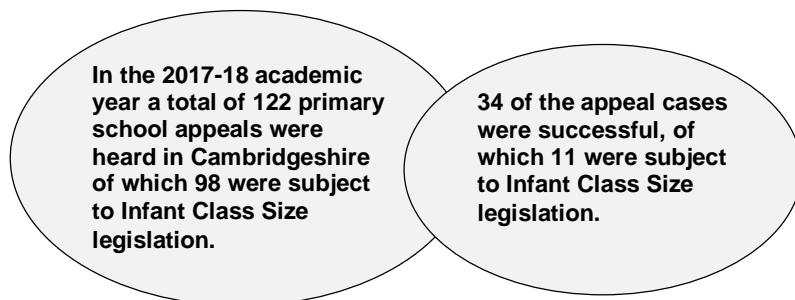 In the 2017-18 academic
year a total of 122 primary
school appeals were
heard in Cambridgeshire
of which 98 were subject
to Infant Class Size
legislation.
34 of the appeal cases
were successful, of
which 11 were subject
to Infant Class Size
legislation.